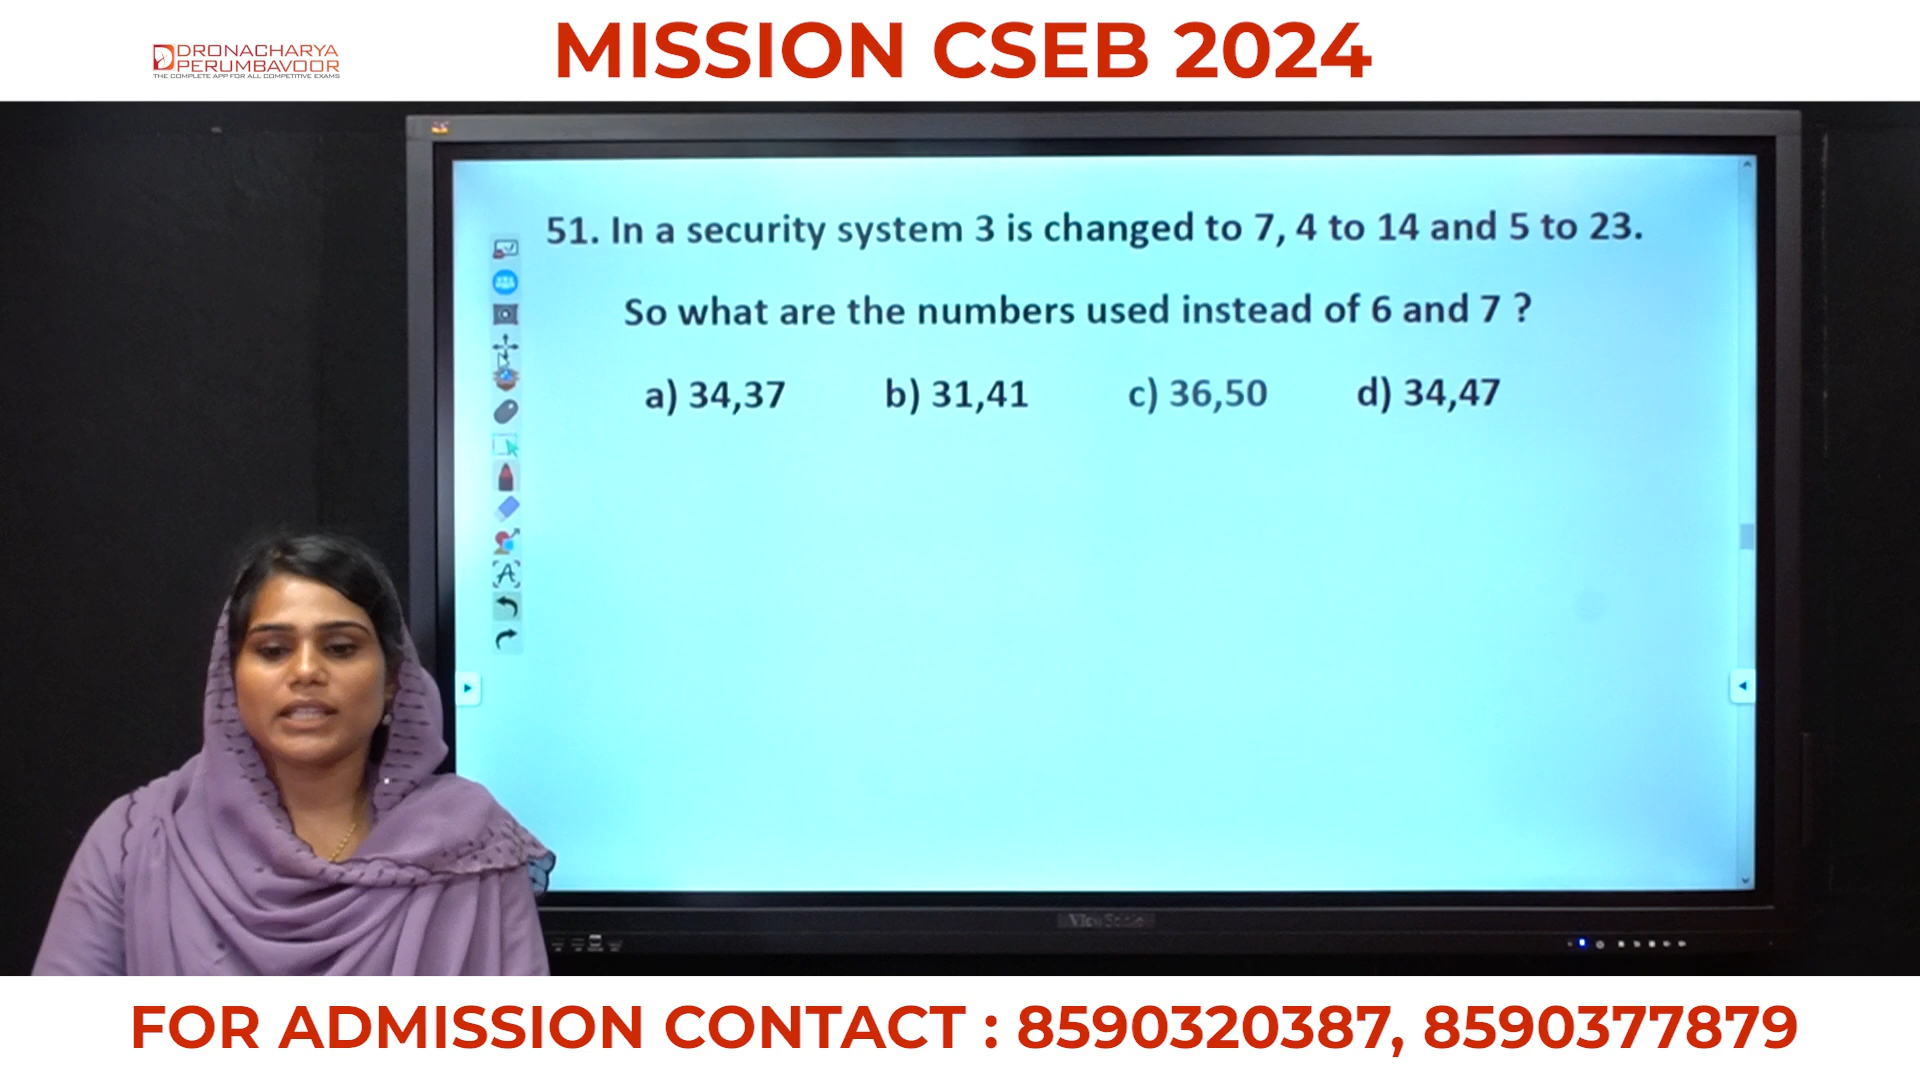 DRONACHARYA
PERUMBAVOOR
THE COMPLETE APP FOR ALL COMPETITIVE EXAMS
MISSION CSEB 2024
51. In a security system 3 is changed to 7, 4 to 14 and 5 to 23.
So what are the numbers used instead of 6 and 7 ?
a) 34,37 b) 31,41 c) 36,50 d) 34,47
ViewSonic
FOR ADMISSION CONTACT : 8590320387, 8590377879